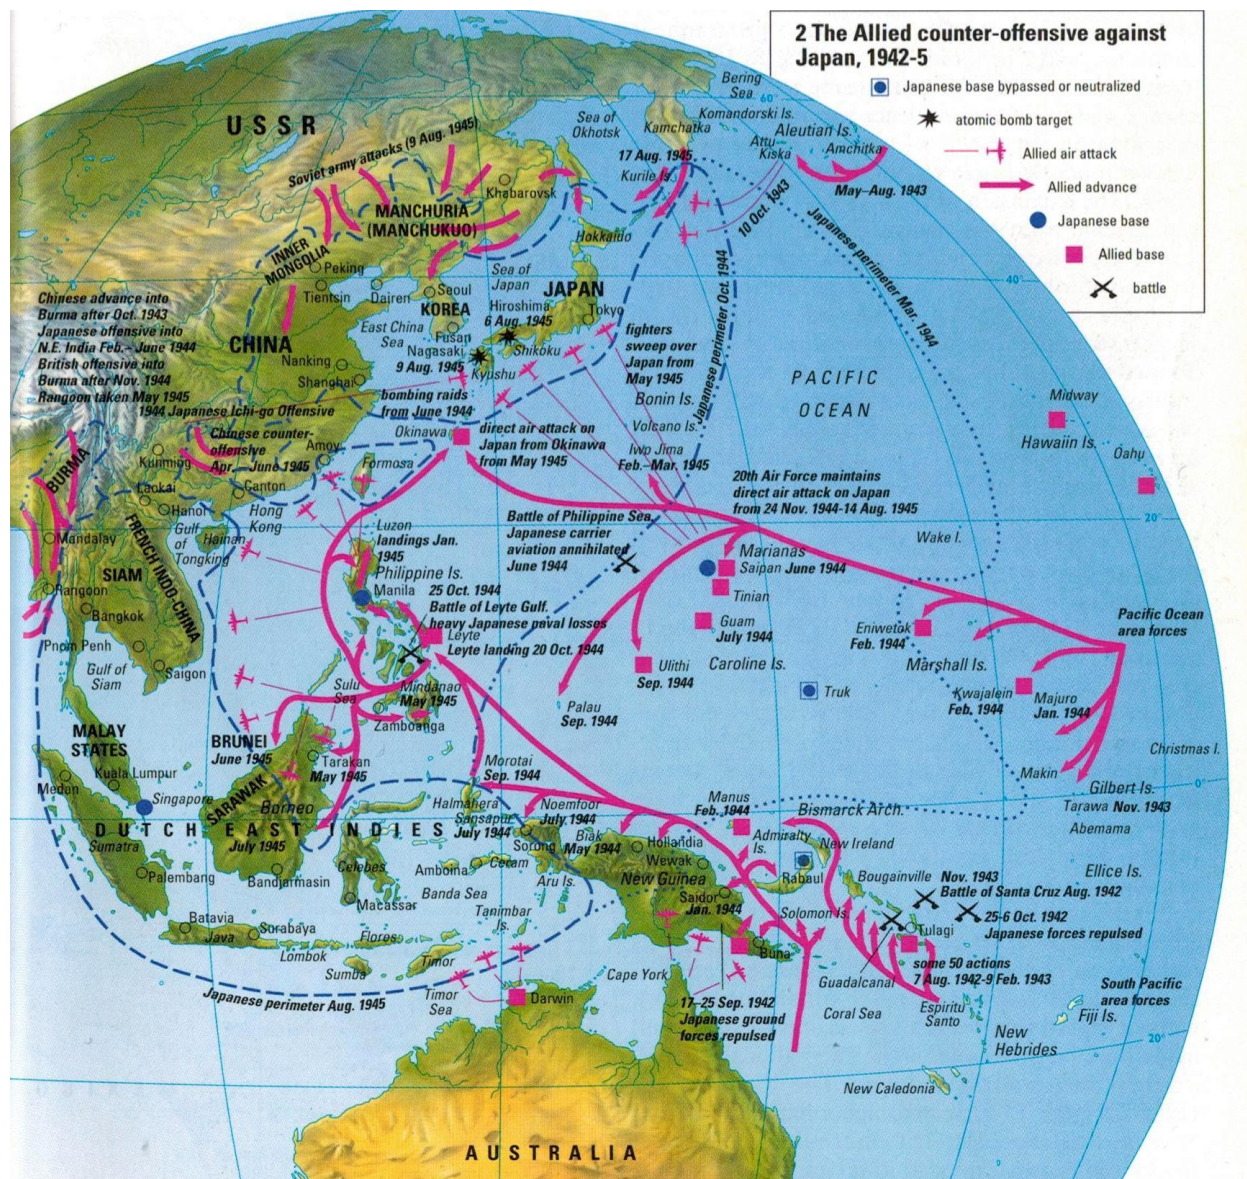 2 The Allied counter-offensive against
Japan, 1942-5
Japanese base bypassed or neutralized
atomic bomb target
Allied air attack
Allied advance
Japanese base
Allied base
battle
Bering
Sea
60°
Komandorski Is.
Sea of
Okhotsk
Kamchatka
Aleutian Is.
Attu
Kiska
Amchitka
May–Aug. 1943
USSR
Soviet army attacks (9 Aug. 1945)
17 Aug. 1945
Kurile Is.
10 Oct. 1943
Japanese perimeter Mar. 1944
Japanese perimeter Oct. 1944
Khabarovsk
MANCHURIA
(MANCHUKUO)
Hokkaido
INNER
MONGOLIA
Peking
Tientsin
Dairen
Seoul
KOREA
Sea of
Japan
JAPAN
Hiroshima
6 Aug. 1945
Tokyo
40°
Chinese advance into
Burma after Oct. 1943
Japanese offensive into
N.E. India Feb.– June 1944
British offensive into
Burma after Nov. 1944
Rangoon taken May 1945
1944 Japanese Ichi-go Offensive
CHINA
East China
Sea
Fusan
Nagasaki
9 Aug. 1945
Shikoku
Kyushu
Nanking
Shanghai
fighters
sweep over
Japan from
May 1945
Bonin Is.
PACIFIC
OCEAN
Midway
Hawaiin Is.
Oahu
bombing raids
from June 1944
Okinawa
direct air attack on
Japan from Okinawa
from May 1945
Volcano Is.
Iwo Jima
Feb.–Mar. 1945
Chinese counter-
offensive
Apr. – June 1945
Amoy
Formosa
Kunming
Laokai
Canton
BURMA
Hanoi
Hong
Kong
Gulf
of
Tongking
Hainan
Mandalay
FRENCH INDO-CHINA
SIAM
Rangoon
Bangkok
Pnom Penh
Gulf of
Siam
Saigon
20th Air Force maintains
direct air attack on Japan
from 24 Nov. 1944-14 Aug. 1945
20°
Wake I.
Battle of Philippine Sea
Japanese carrier
aviation annihilated
June 1944
Luzon
landings Jan.
1945
Philippine Is.
Manila
25 Oct. 1944
Battle of Leyte Gulf.
heavy Japanese naval losses
Leyte
Leyte landing 20 Oct. 1944
Marianas
Saipan June 1944
Tinian
Guam
July 1944
Ulithi
Sep. 1944
Caroline Is.
Truk
Palau
Sep. 1944
Eniwetok
Feb. 1944
Marshall Is.
Kwajalein
Feb. 1944
Majuro
Jan. 1944
Pacific Ocean
area forces
Makin
Christmas I.
0°
Gilbert Is.
Tarawa Nov. 1943
Abemama
Ellice Is.
Sulu
Sea
Mindanao
May 1945
Zamboanga
MALAY
STATES
Kuala Lumpur
Medan
Singapore
BRUNEI
June 1945
Tarakan
May 1945
SARAWAK
Borneo
July 1945
Morotai
Sep. 1944
Halmahera
Sansapor
July 1944
Sorong
Noemfoor
July 1944
Biak
May 1944
Manus
Feb. 1944
Admiralty
Is.
Bismarck Arch.
New Ireland
Rabaul
Hollandia
Wewak
New Guinea
Saidor
Jan. 1944
DUTCH EAST INDIES
Sumatra
Palembang
Bandjarmasin
Celebes
Macassar
Amboina
Ceram
Banda Sea
Aru Is.
Tanimbar
Is.
Batavia
Java
Surabaya
Lombok
Flores
Sumba
Timor
Timor
Sea
Darwin
Cape York
Japanese perimeter Aug. 1945
Bougainville
Nov. 1943
Battle of Santa Cruz Aug. 1942
25-6 Oct. 1942
Japanese forces repulsed
Solomon Is.
Tulagi
Buna
some 50 actions
7 Aug. 1942-9 Feb. 1943
Guadalcanal
17–25 Sep. 1942
Japanese ground
forces repulsed
Coral Sea
Espiritu
Santo
South Pacific
area forces
Fiji Is.
New
Hebrides
20°
New Caledonia
AUSTRALIA